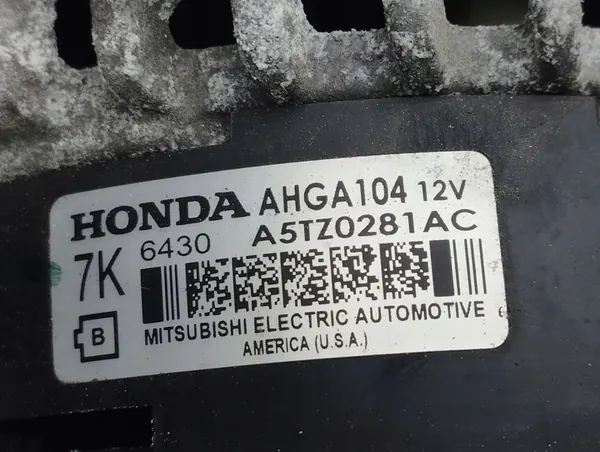 HONDA AHGA104 12V
7K 6430 A5TZ0281AC
B
MITSUBISHI ELECTRIC AUTOMOTIVE
AMERICA (U.S.A.)